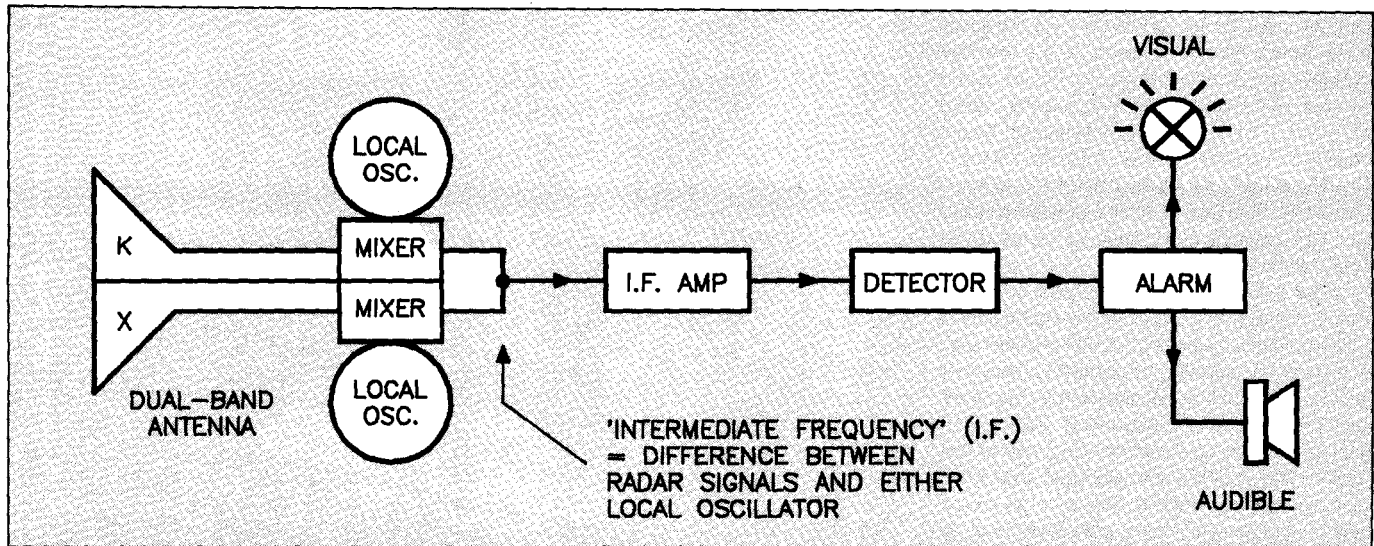 VISUAL
LOCAL
OSC.
K
MIXER
I.F. AMP
DETECTOR
ALARM
X
MIXER
LOCAL
OSC.
DUAL-BAND
ANTENNA
'INTERMEDIATE FREQUENCY' (I.F.)
= DIFFERENCE BETWEEN
RADAR SIGNALS AND EITHER
LOCAL OSCILLATOR
AUDIBLE